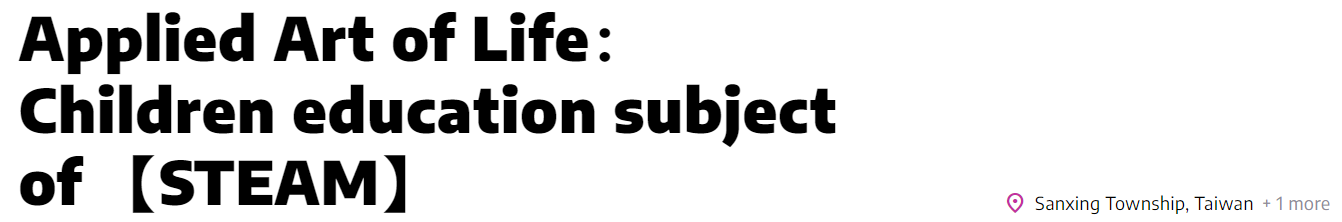 Applied Art of Life：
Children education subject
of 【STEAM】
Sanxing Township, Taiwan + 1 more